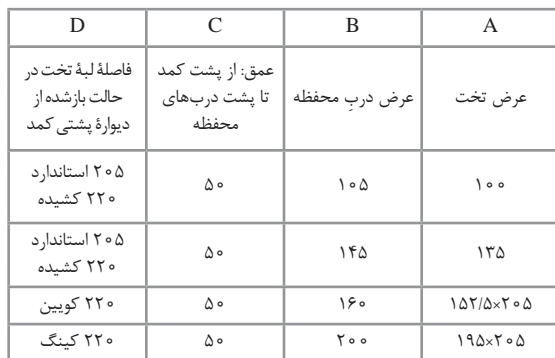 A B C D
عرض تخت
عرض دربِ محفظه
عمق: از پشت کمد
تا پشت درب‌های
محفظه
فاصلهٔ لبهٔ تخت در
حالت بازشده از
دیوارهٔ پشتی کمد
۱۰۰ ۱۰۵ ۵۰
۲۰۵ استاندارد
۲۲۰ کشیده
۱۳۵ ۱۴۵ ۵۰
۲۰۵ استاندارد
۲۲۰ کشیده
۱۵۲/۵×۲۰۵ ۱۶۰ ۵۰ ۲۲۰ کویین
۱۹۵×۲۰۵ ۲۰۰ ۵۰ ۲۲۰ کینگ